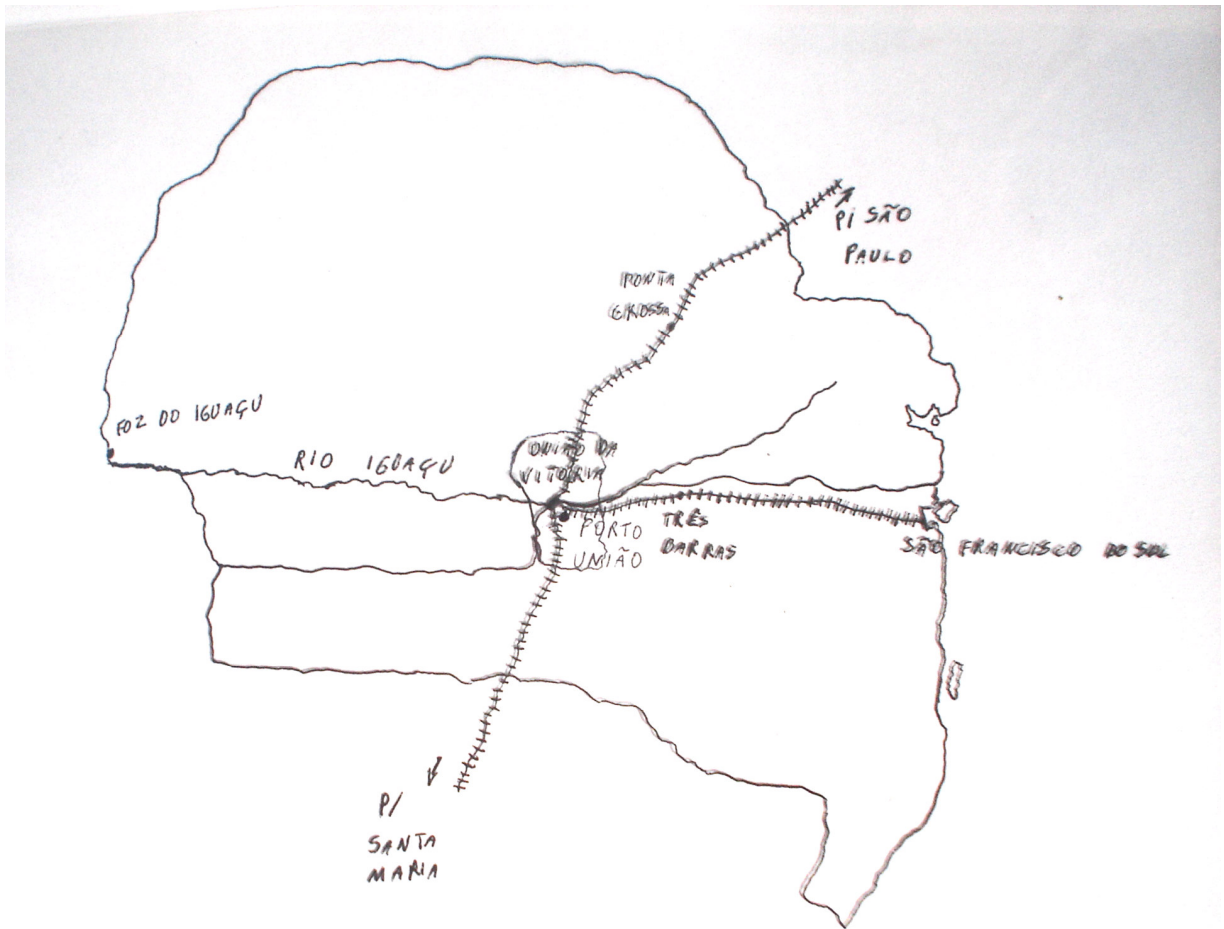 P/ SÃO
PAULO
PONTA
GROSSA
FOZ DO IGUAÇU
RIO IGUAÇU
UNIÃO DA
VITÓRIA
PORTO
UNIÃO
TRÊS
BARRAS
SÃO FRANCISCO DO SUL
P/
SANTA
MARIA